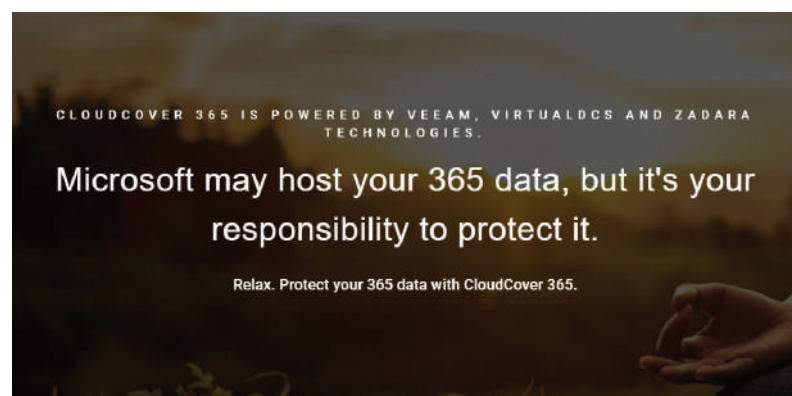 CLOUDCOVER 365 IS POWERED BY VEEAM, VIRTUALDCS AND ZADARA
TECHNOLOGIES.
Microsoft may host your 365 data, but it's your
responsibility to protect it.
Relax. Protect your 365 data with CloudCover 365.